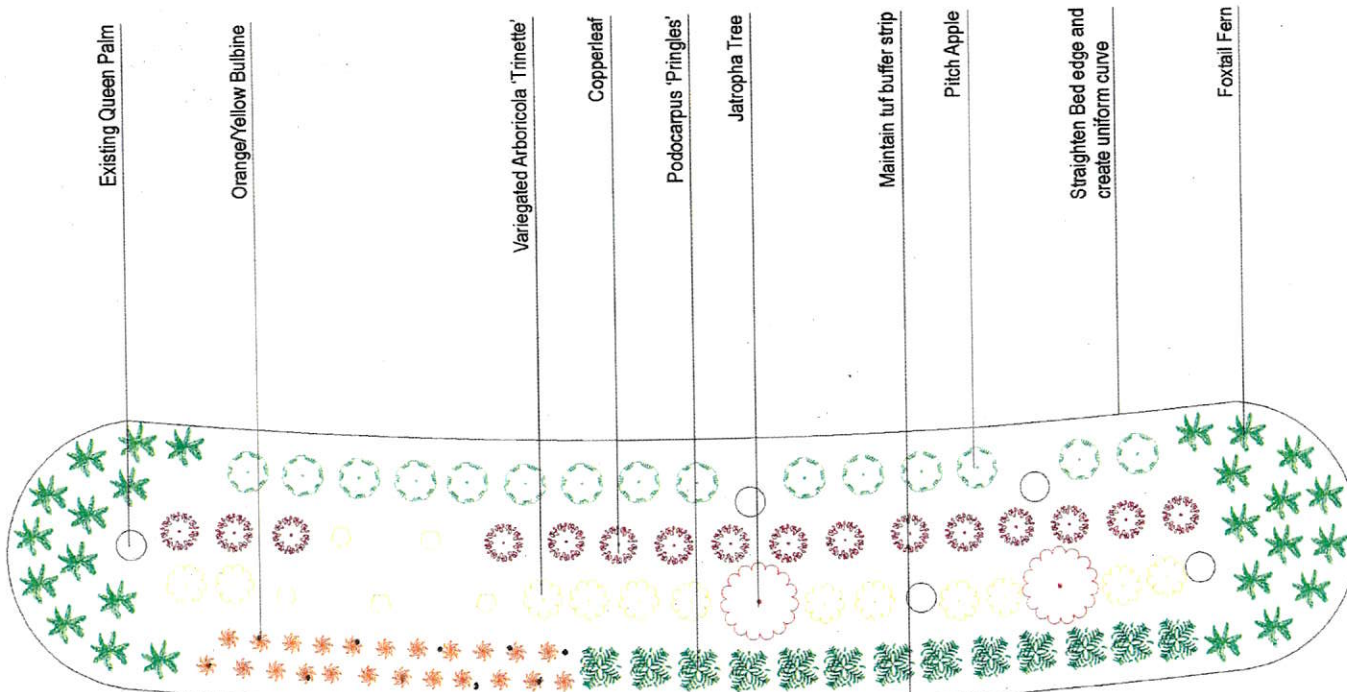 Existing Queen Palm
Orange/Yellow Bulbine
Variegated Arboricola 'Trinette'
Copperleaf
Podocarpus 'Pringles'
Jatropha Tree
Maintain tuf buffer strip
Pitch Apple
Straighten Bed edge and
create uniform curve
Foxtail Fern